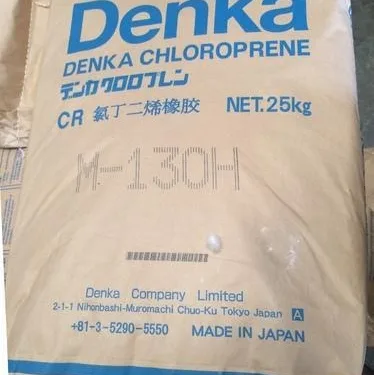 Denka
DENKA CHLOROPRENE
デンカクロロプレン
CR 氯丁二烯橡胶 NET.25kg
M-130H
Denka Company Limited
2-1-1 Nihonbashi-Muromachi Chuo-Ku Tokyo Japan A
+81-3-5290-5550 MADE IN JAPAN